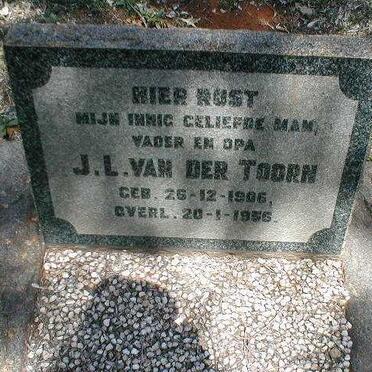 HIER RUST
MIJN INNIG GELIEFDE MAN,
VADER EN OPA
J.L. VAN DER TOORN
GEB. 25-12-1906.
OVERL. 20-1-1956.